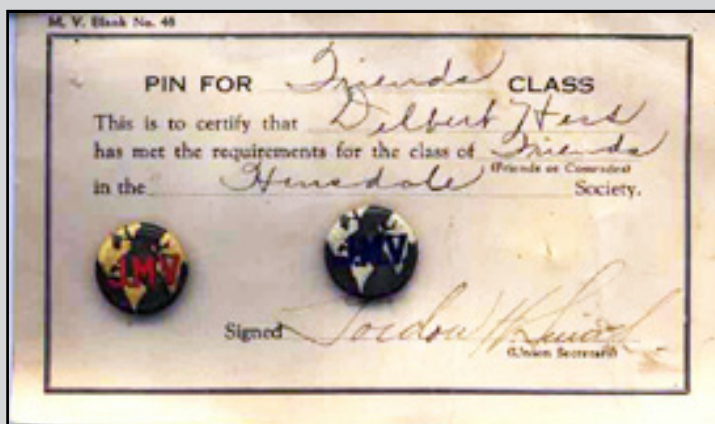 M. V. Blank No. 48
PIN FOR Friends CLASS
This is to certify that Delbert Hess
has met the requirements for the class of Friends
(Friends or Comrades)
in the Hinsdale Society.
JMV JMV
Signed
(Union Secretary)